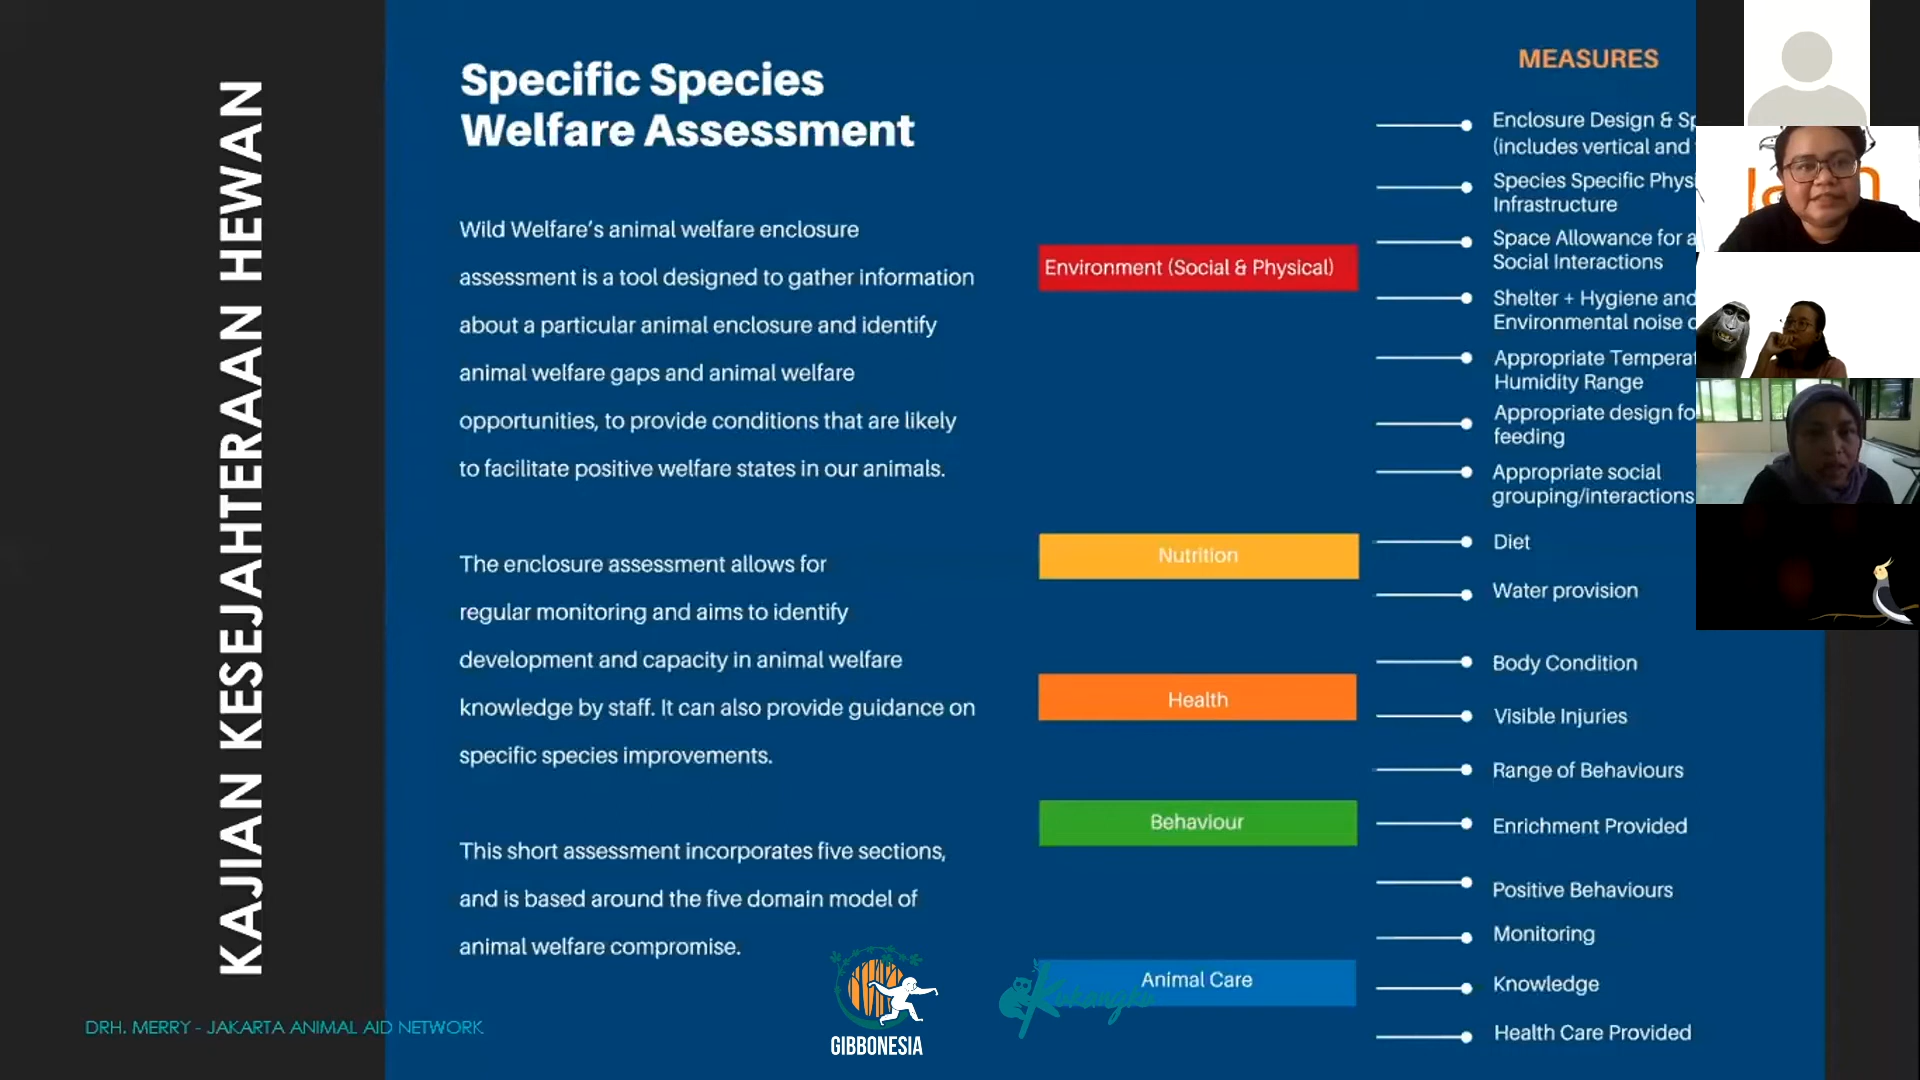 KAJIAN KESEJAHTERAAN HEWAN
Specific Species
Welfare Assessment
Wild Welfare's animal welfare enclosure
assessment is a tool designed to gather information
about a particular animal enclosure and identify
animal welfare gaps and animal welfare
opportunities, to provide conditions that are likely
to facilitate positive welfare states in our animals.
The enclosure assessment allows for
regular monitoring and aims to identify
development and capacity in animal welfare
knowledge by staff. It can also provide guidance on
specific species improvements.
This short assessment incorporates five sections,
and is based around the five domain model of
animal welfare compromise.
Environment (Social & Physical)
Nutrition
Health
Behaviour
Animal Care
MEASURES
Enclosure Design &
(includes vertical and
Species Specific
Infrastructure
Space Allowance for
Social Interactions
Shelter + Hygiene and
Environmental noise
Appropriate
Humidity Range
Appropriate design
feeding
Appropriate social
grouping/interactions
Diet
Water provision
Body Condition
Visible Injuries
Range of Behaviours
Enrichment Provided
Positive Behaviours
Monitoring
Knowledge
Health Care Provided
DRH. MERRY - JAKARTA ANIMAL AID NETWORK
GIBBONESIA
Kukangku